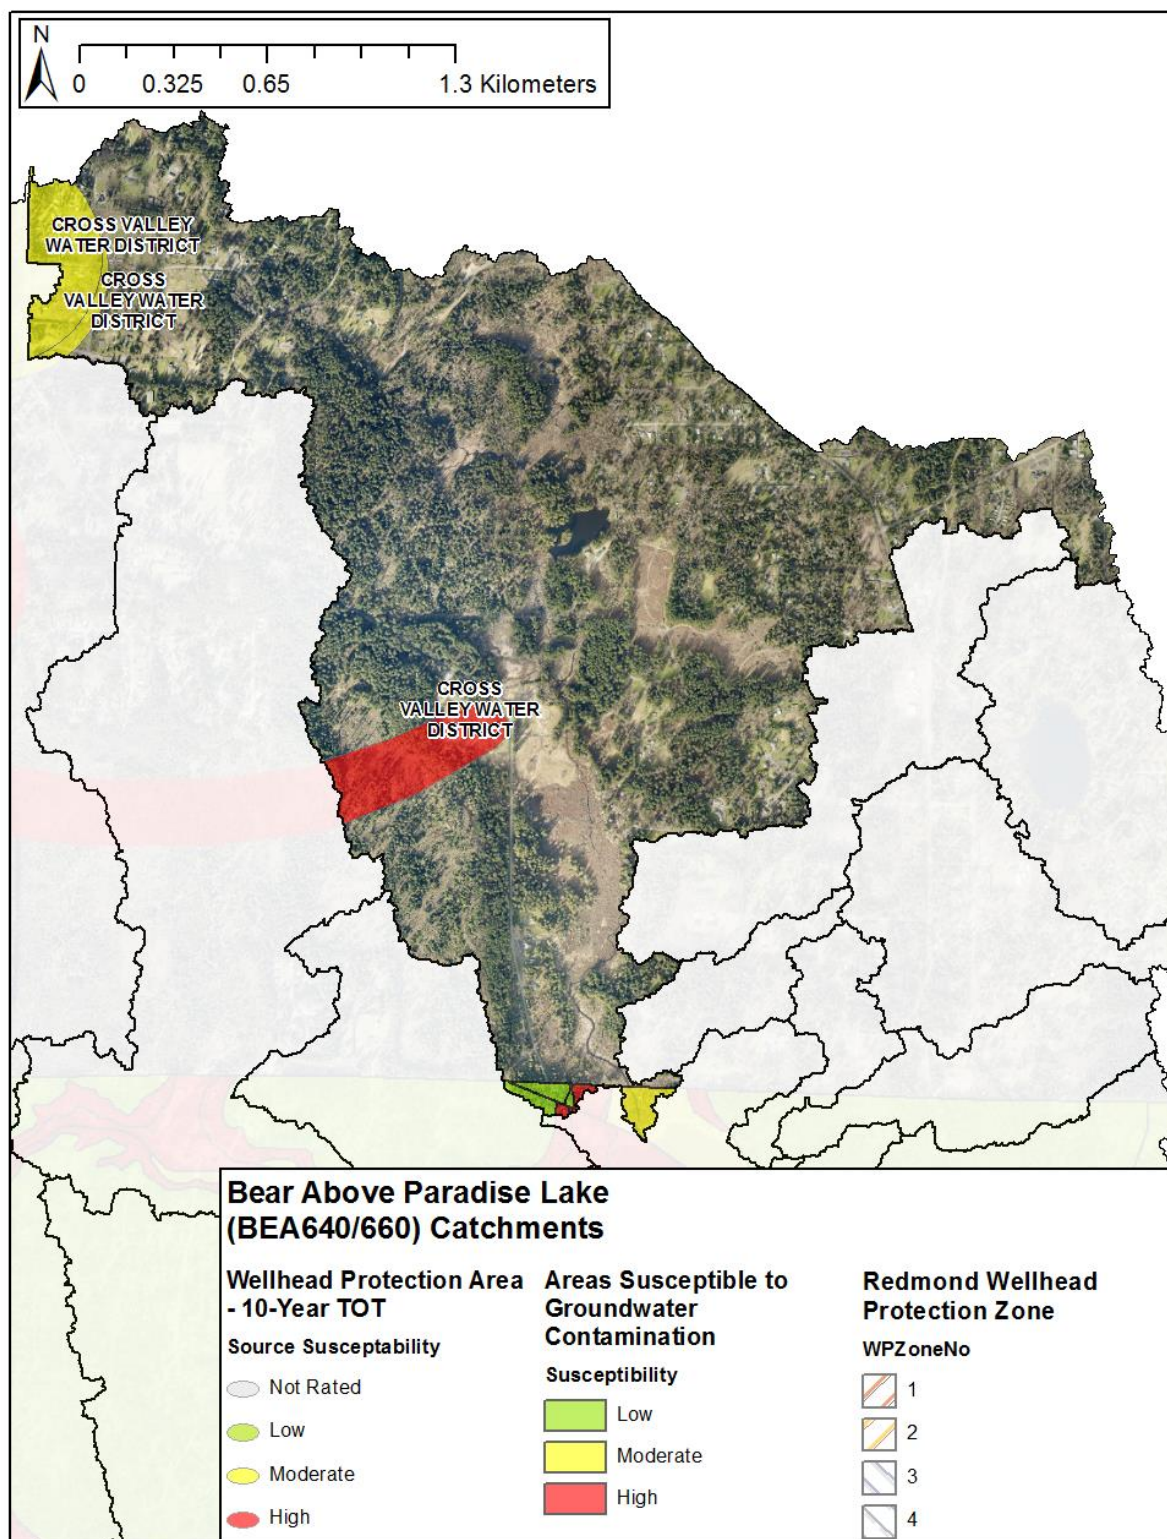 N
0 0.325 0.65 1.3 Kilometers
CROSS VALLEY
WATER DISTRICT
CROSS
VALLEY WATER
DISTRICT
CROSS
VALLEY WATER
DISTRICT
Bear Above Paradise Lake
(BEA640/660) Catchments
Wellhead Protection Area
- 10-Year TOT
Source Susceptability
Not Rated
Low
Moderate
High
Areas Susceptible to
Groundwater
Contamination
Susceptibility
Low
Moderate
High
Redmond Wellhead
Protection Zone
WPZoneNo
1
2
3
4